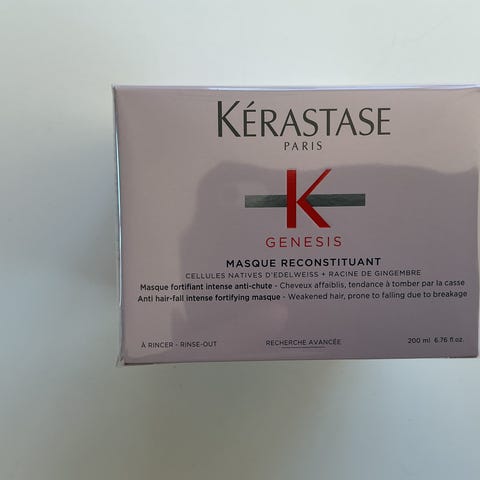 KÉRASTASE
PARIS
K
GENESIS
MASQUE RECONSTITUANT
CELLULES NATIVES D'EDELWEISS + RACINE DE GINGEMBRE
Masque fortifiant intense anti-chute - Cheveux affaiblis, tendance à tomber par la casse
Anti hair-fall intense fortifying masque - Weakened hair, prone to falling due to breakage
À RINCER - RINSE-OUT RECHERCHE AVANCÉE 200 ml 6.76 fl oz.